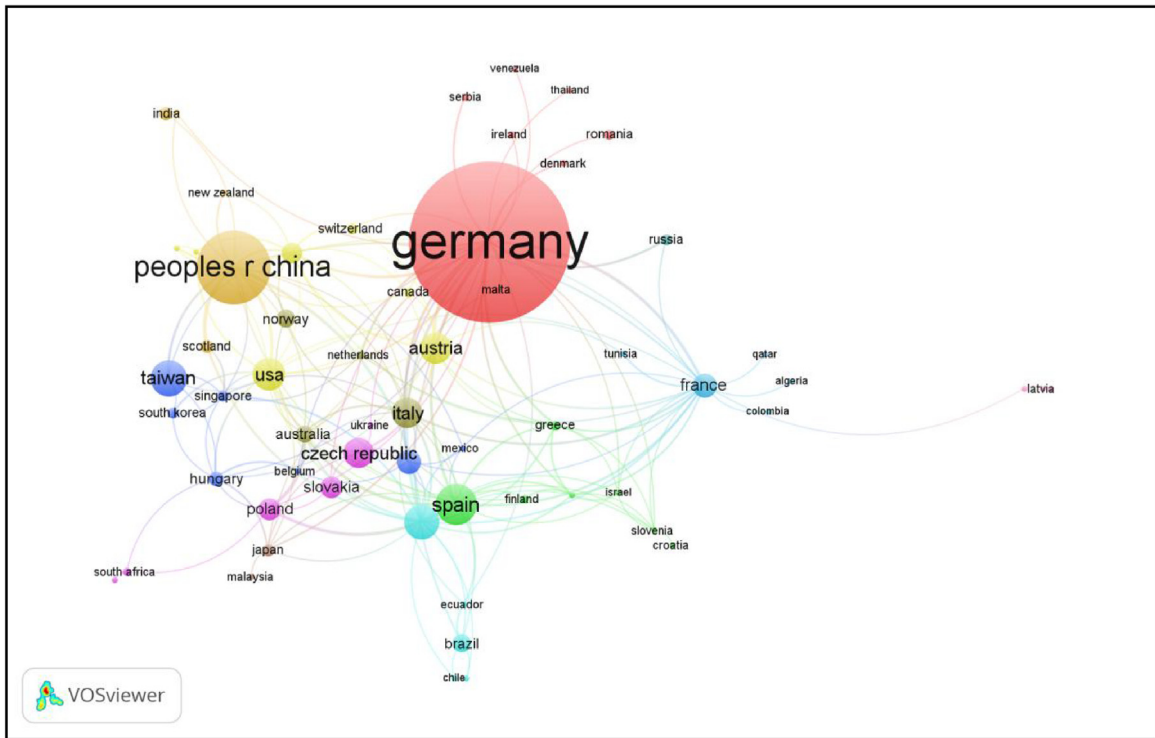 venezuela
thailand
serbia
india
ireland
romania
denmark
new zealand
switzerland
germany
russia
peoples r china
malta
canada
norway
scotland
austria
netherlands
tunisia
qatar
taiwan
usa
france
algeria
latvia
singapore
south korea
italy
colombia
ukraine
greece
australia
czech republic
mexico
belgium
hungary
slovakia
israel
spain
finland
poland
slovenia
croatia
japan
south africa
malaysia
ecuador
brazil
chile
VOSviewer